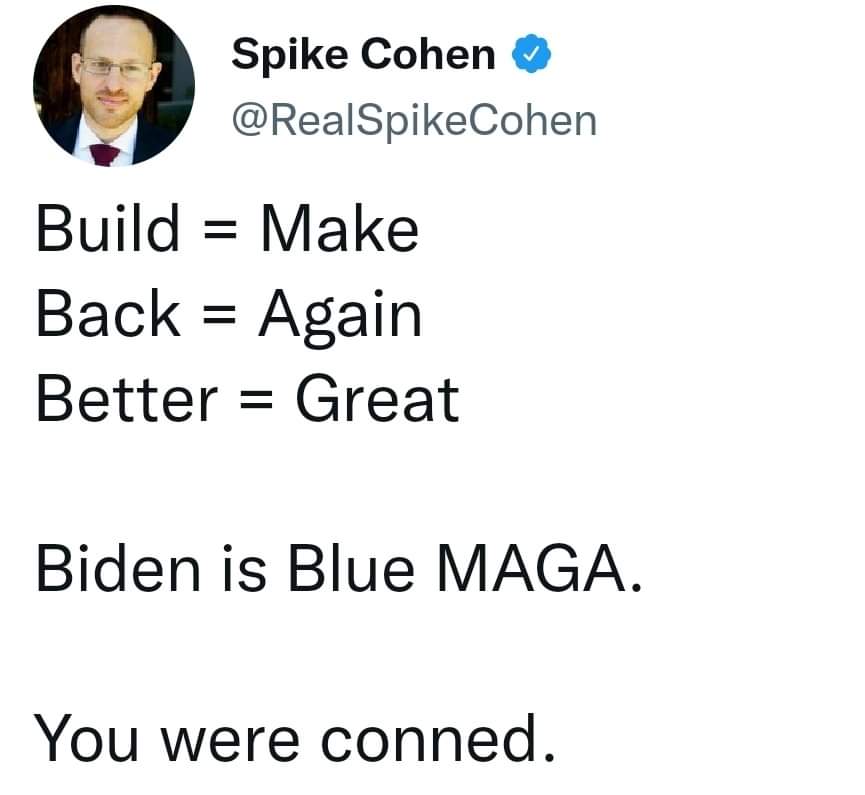 Spike Cohen
@RealSpikeCohen
Build = Make
Back = Again
Better = Great
Biden is Blue MAGA.
You were conned.